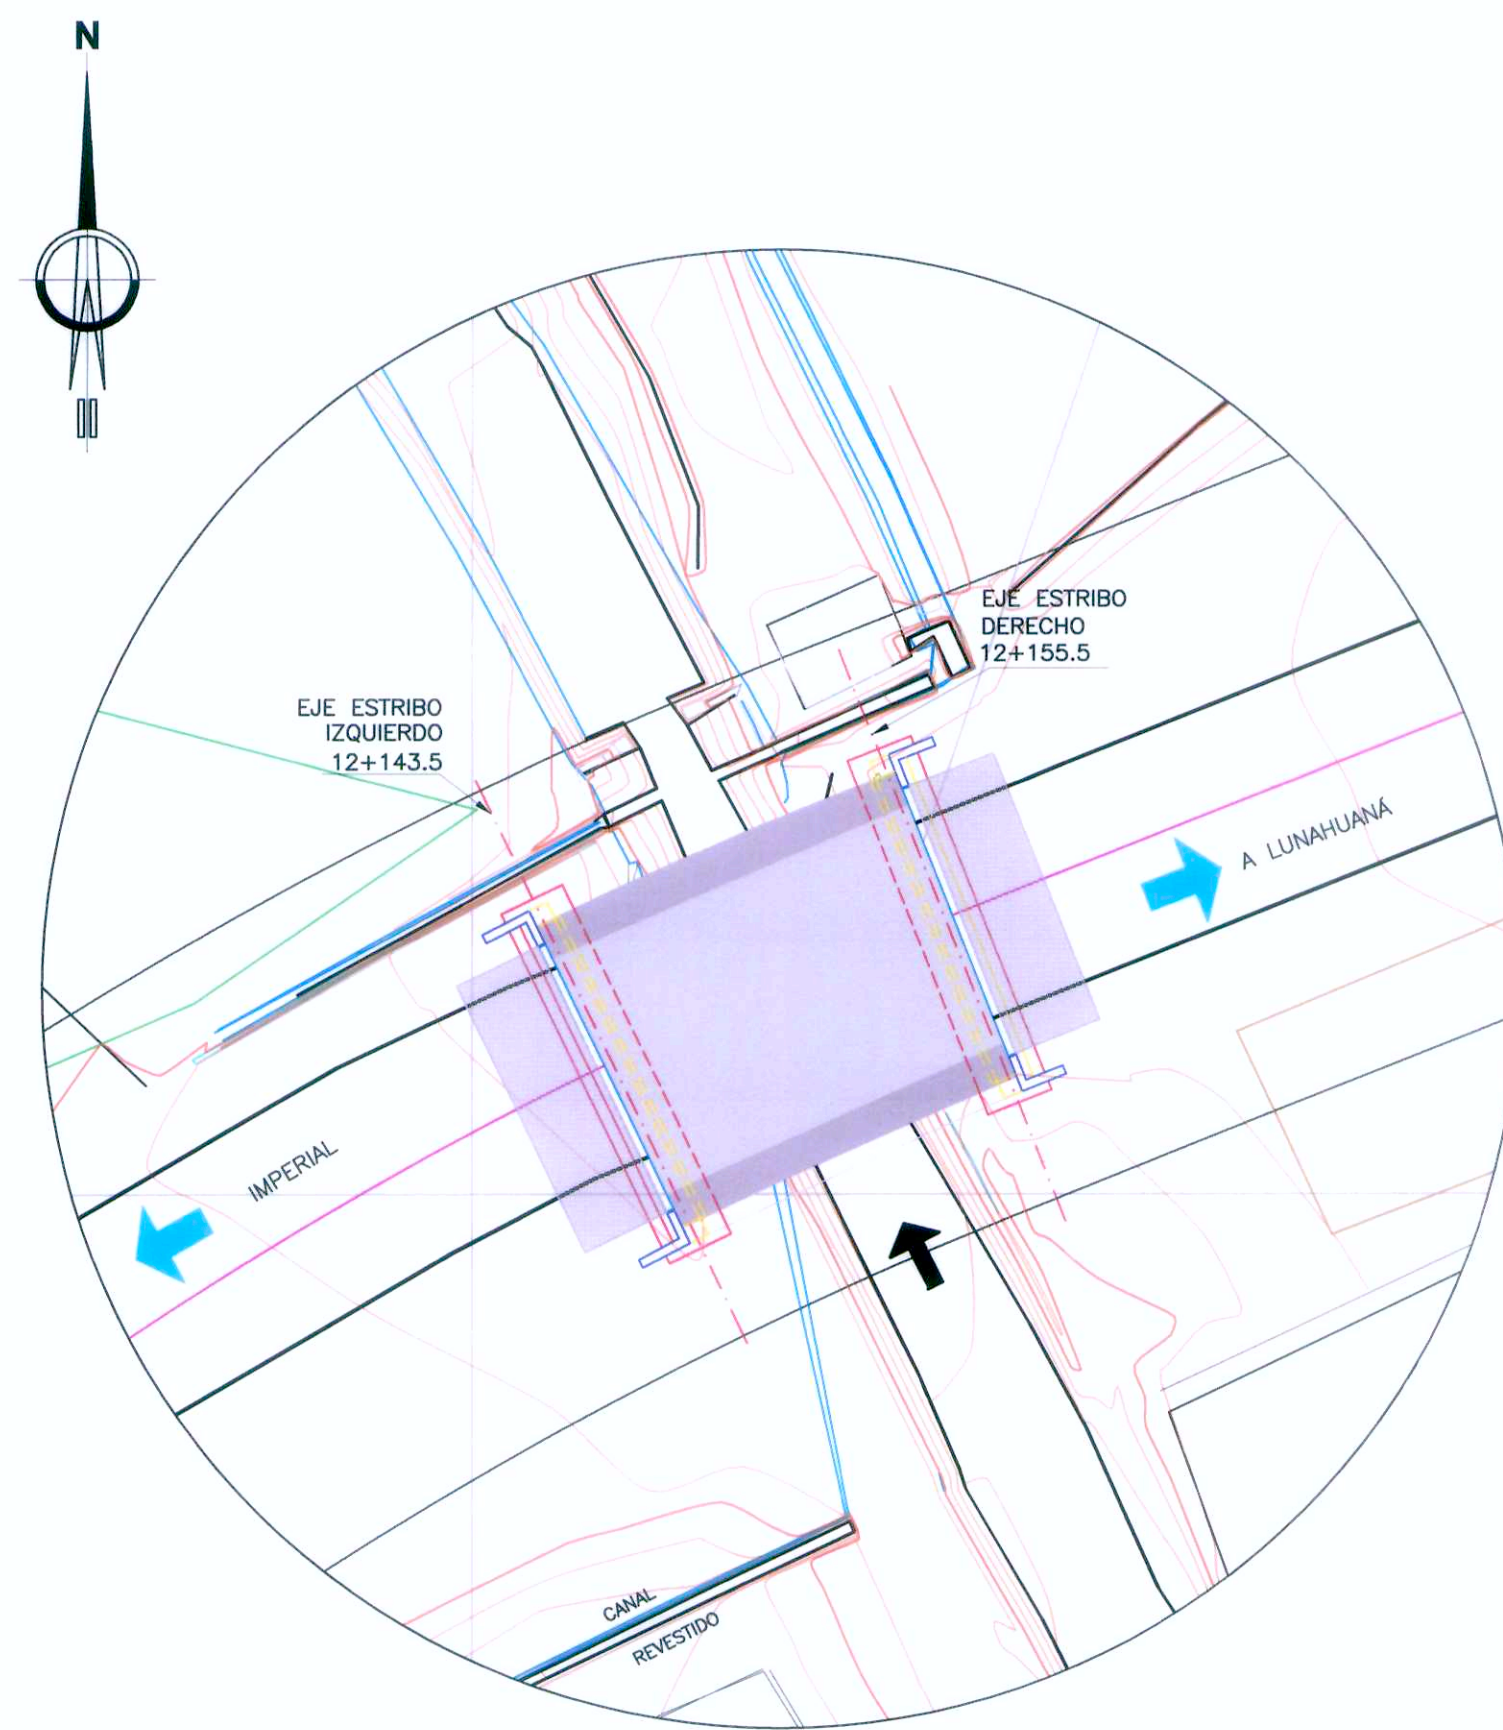 N
EJE ESTRIBO
DERECHO
12+155.5
EJE ESTRIBO
IZQUIERDO
12+143.5
A LUNAHUANÁ
IMPERIAL
CANAL
REVESTIDO